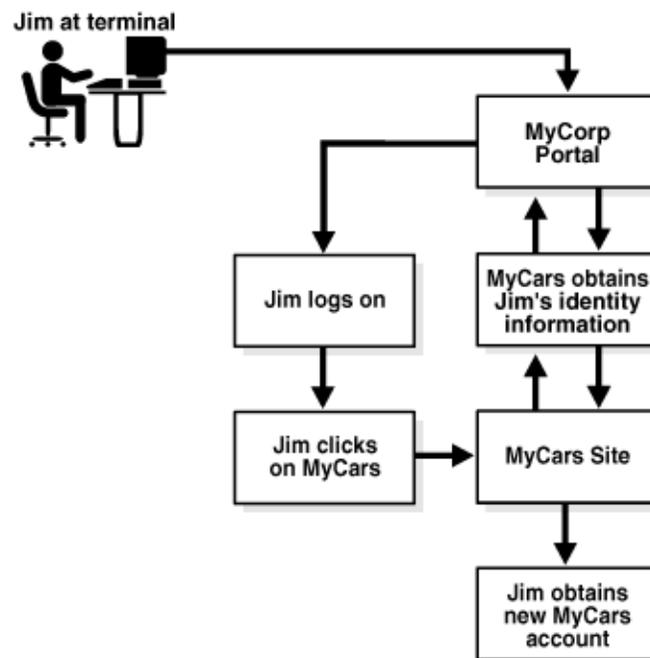 Jim at terminal
MyCorp
Portal
Jim logs on
MyCars obtains
Jim's identity
information
Jim clicks
on MyCars
MyCars Site
Jim obtains
new MyCars
account